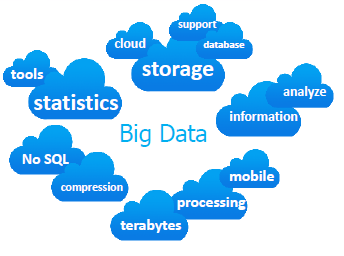 support
cloud
database
storage
tools
statistics
analyze
information
Big Data
No SQL
compression
mobile
processing
terabytes